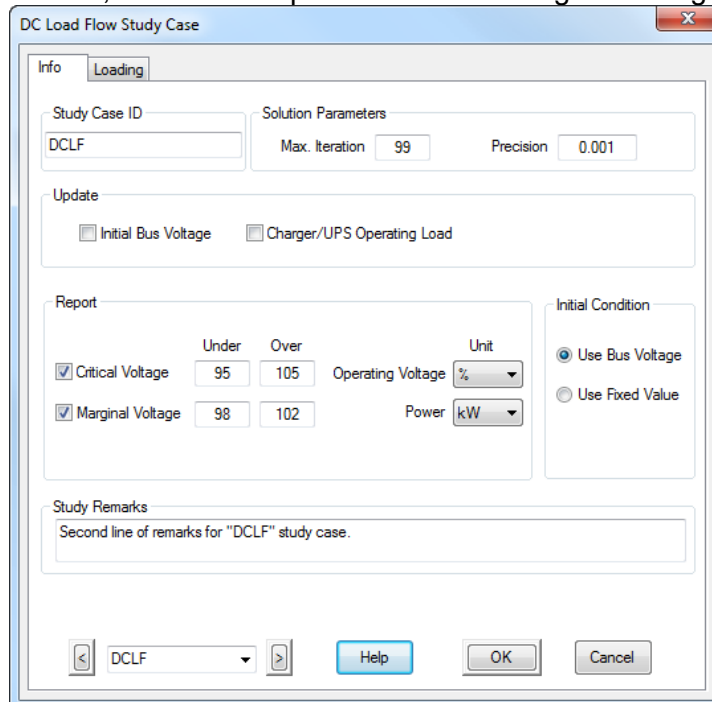 DC Load Flow Study Case
Info Loading
Study Case ID Solution Parameters
DCLF Max. Iteration 99 Precision 0.001
Update
Initial Bus Voltage Charger/UPS Operating Load
Report Initial Condition
Under Over Unit
Critical Voltage 95 105 Operating Voltage % Use Bus Voltage
Marginal Voltage 98 102 Power kW Use Fixed Value
Study Remarks
Second line of remarks for "DCLF" study case.
< DCLF > Help OK Cancel